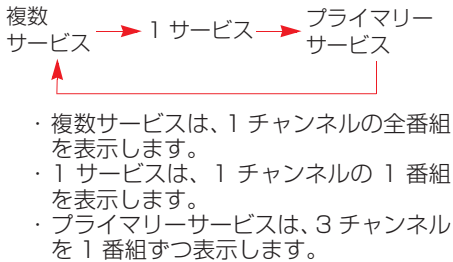 複数
サービス
1 サービス
プライマリー
サービス
・複数サービスは、1 チャンネルの全番組
を表示します。
・1 サービスは、1 チャンネルの 1 番組
を表示します。
・プライマリーサービスは、3 チャンネル
を 1 番組ずつ表示します。